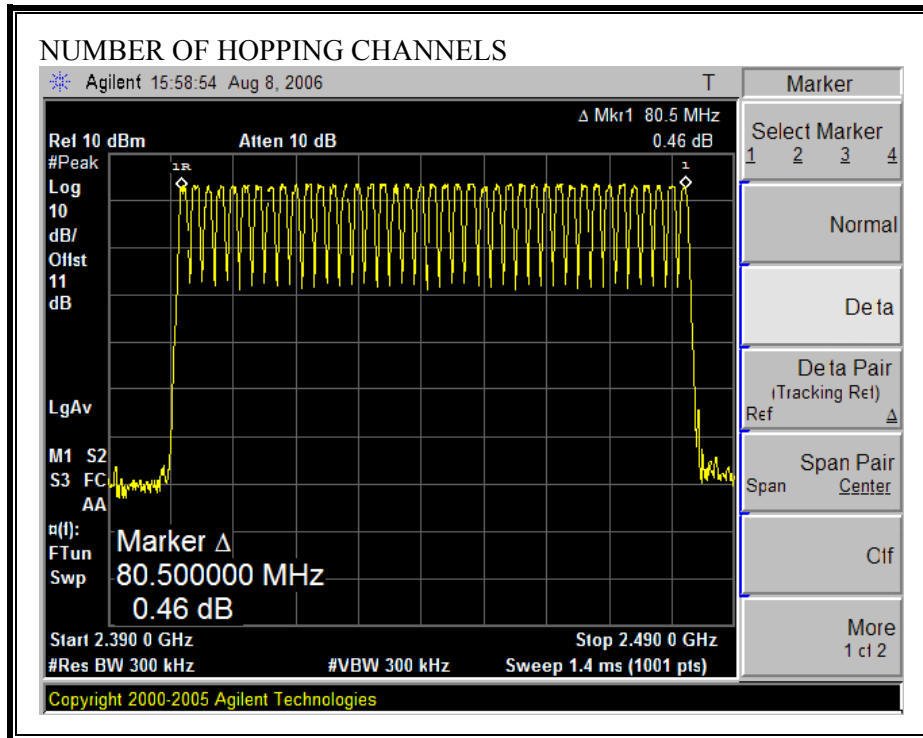 NUMBER OF HOPPING CHANNELS
Agilent 15:58:54 Aug 8, 2006 T
Δ Mkr1 80.5 MHz
Ref 10 dBm Atten 10 dB 0.46 dB
#Peak
Log
10
dB/
Offst
11
dB
1R 1
LgAv
M1 S2
S3 FC
AA
¤(f):
FTun
Swp
Marker Δ
80.500000 MHz
0.46 dB
Start 2.390 0 GHz Stop 2.490 0 GHz
#Res BW 300 kHz #VBW 300 kHz Sweep 1.4 ms (1001 pts)
Copyright 2000-2005 Agilent Technologies
Marker
Select Marker
1 2 3 4
Normal
Delta
Delta Pair
(Tracking Ref)
Ref Δ
Span Pair
Span Center
Off
More
1 of 2